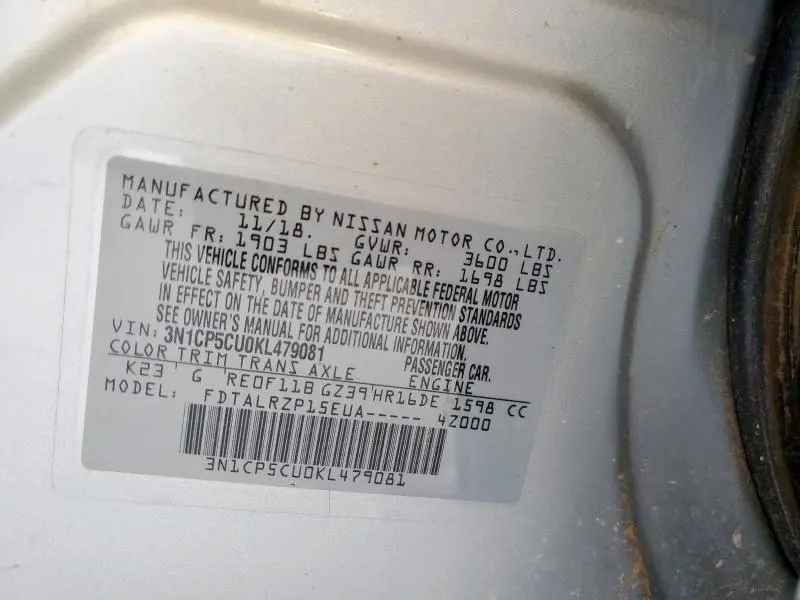 MANUFACTURED BY NISSAN MOTOR CO.,LTD.
DATE: 11/18. GVWR: 3600 LBS
GAWR FR: 1903 LBS GAWR RR: 1698 LBS
THIS VEHICLE CONFORMS TO ALL APPLICABLE FEDERAL MOTOR
VEHICLE SAFETY, BUMPER AND THEFT PREVENTION STANDARDS
IN EFFECT ON THE DATE OF MANUFACTURE SHOWN ABOVE.
SEE OWNER'S MANUAL FOR ADDITIONAL INFORMATION.
VIN: 3N1CP5CU0KL479081 PASSENGER CAR.
COLOR TRIM TRANS AXLE ENGINE
K23 G RE0F11B GZ39 HR16DE 1598 CC
MODEL: FDTALRZP15EUA----- 4Z000
3N1CP5CU0KL479081